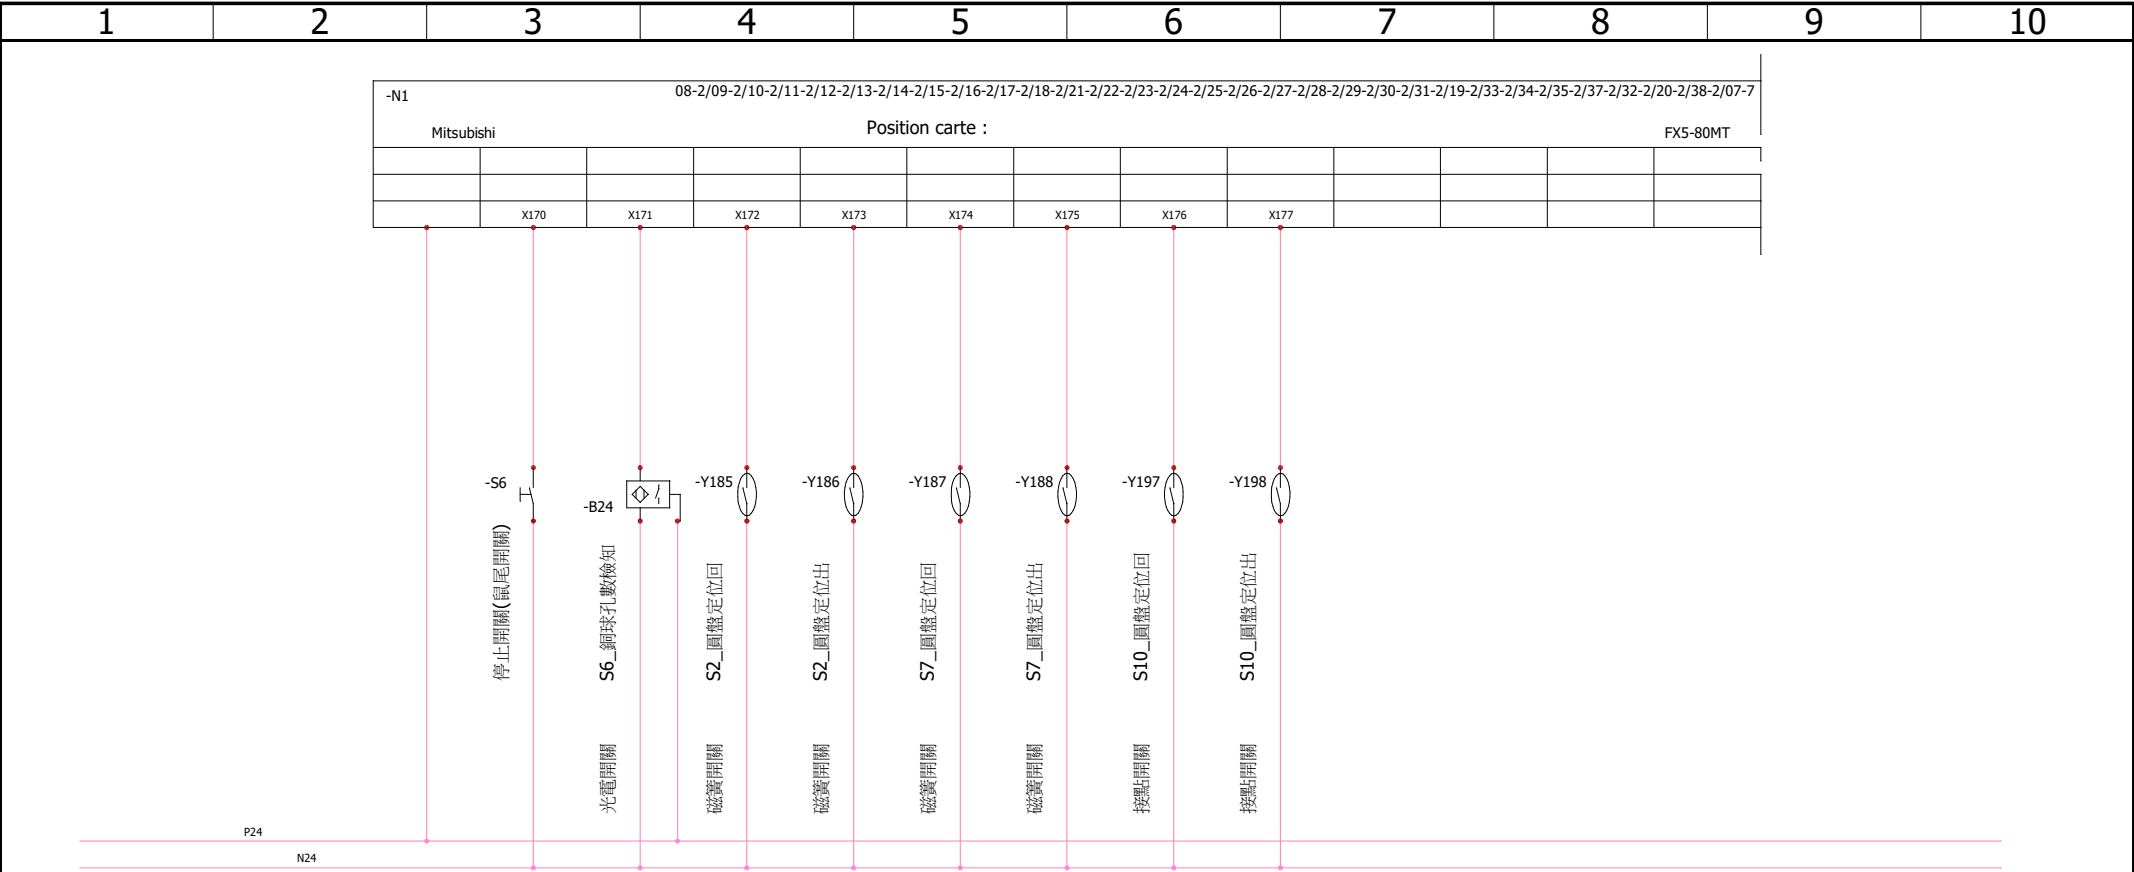 1 2 3 4 5 6 7 8 9 10
-N1 08-2/09-2/10-2/11-2/12-2/13-2/14-2/15-2/16-2/17-2/18-2/21-2/22-2/23-2/24-2/25-2/26-2/27-2/28-2/29-2/30-2/31-2/19-2/33-2/34-2/35-2/37-2/32-2/20-2/38-2/07-7
Mitsubishi Position carte : FX5-80MT
X170 X171 X172 X173 X174 X175 X176 X177
-S6
-B24
-Y185
-Y186
-Y187
-Y188
-Y197
-Y198
停止開關(鼠尾開關)
S6_銅球孔數檢知
S2_圓盤定位回
S2_圓盤定位出
S7_圓盤定位回
S7_圓盤定位出
S10_圓盤定位回
S10_圓盤定位出
光電開關
磁簧開關
磁簧開關
磁簧開關
磁簧開關
接點開關
接點開關
P24
N24